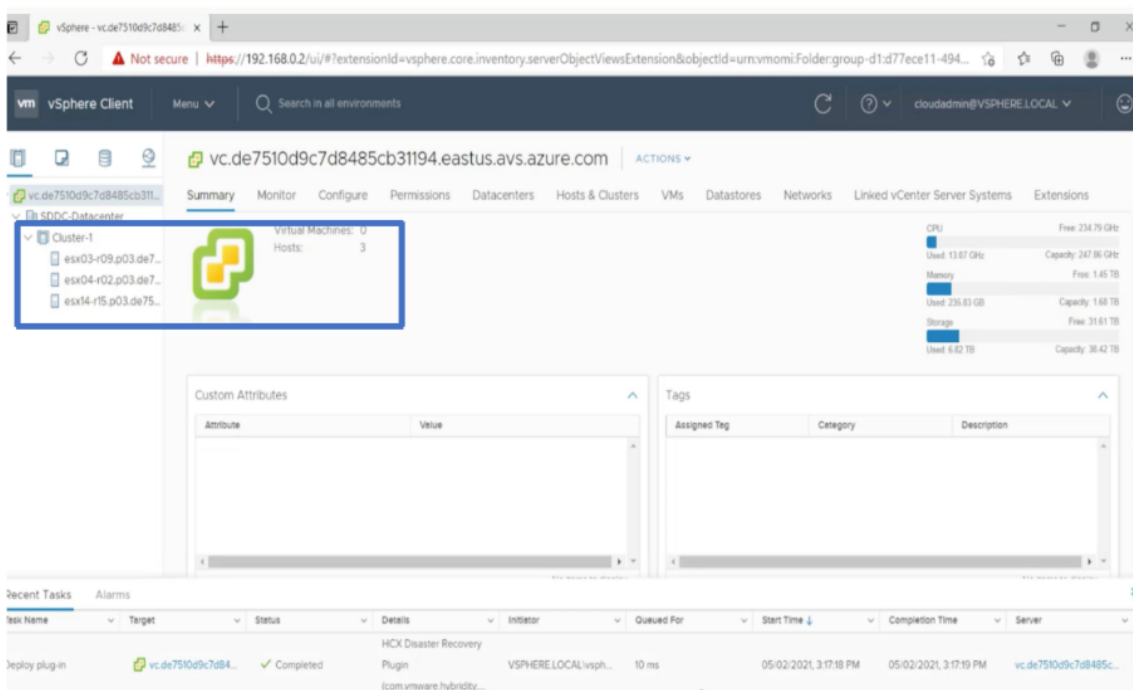 vSphere - vc.de7510d9c7d8485c
Not secure | https://192.168.0.2/ui/#?extensionId=vsphere.core.inventory.serverObjectViewsExtension&objectId=urn:vmomi:Folder:group-d1:d77ece11-494...
vm vSphere Client Menu Search in all environments cloudadmin@VSPHERE.LOCAL
vc.de7510d9c7d8485cb31194.eastus.avs.azure.com ACTIONS
vc.de7510d9c7d8485cb311... Summary Monitor Configure Permissions Datacenters Hosts & Clusters VMs Datastores Networks Linked vCenter Server Systems Extensions
SDDC-Datacenter
Cluster-1
esx03-r09.p03.de7...
esx04-r02.p03.de7...
esx14-r15.p03.de75...
Virtual Machines: 0
Hosts: 3
CPU Free: 234.79 GHz
Used: 13.07 GHz Capacity: 247.86 GHz
Memory Free: 1.45 TB
Used: 235.83 GB Capacity: 1.68 TB
Storage Free: 31.61 TB
Used: 6.82 TB Capacity: 38.42 TB
Custom Attributes
Attribute Value
Tags
Assigned Tag Category Description
Recent Tasks Alarms
Task Name Target Status Details Initiator Queued For Start Time Completion Time Server
HCX Disaster Recovery
Deploy plug-in vc.de7510d9c7d84... Completed Plugin VSPHERE.LOCAL\vsph... 10 ms 05/02/2021, 3:17:18 PM 05/02/2021, 3:17:19 PM vc.de7510d9c7d8485c...
(com.vmware.hybridity....